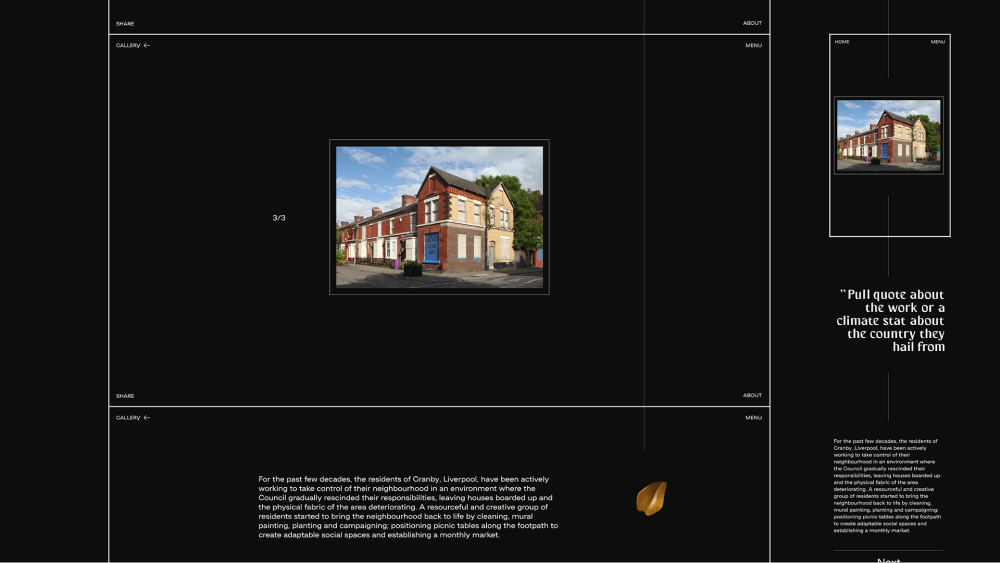 SHARE
ABOUT
GALLERY ←
MENU
3/3
SHARE
ABOUT
GALLERY ←
MENU
For the past few decades, the residents of Cranby, Liverpool, have been actively
working to take control of their neighbourhood in an environment where the
Council gradually rescinded their responsibilities, leaving houses boarded up and
the physical fabric of the area deteriorating. A resourceful and creative group of
residents started to bring the neighbourhood back to life by cleaning, mural
painting, planting and campaigning; positioning picnic tables along the footpath to
create adaptable social spaces and establishing a monthly market.
HOME
MENU
“Pull quote about
the work or a
climate stat about
the country they
hail from
For the past few decades, the residents of
Cranby, Liverpool, have been actively
working to take control of their
neighbourhood in an environment where
the Council gradually rescinded their
responsibilities, leaving houses boarded up
and the physical fabric of the area
deteriorating. A resourceful and creative
group of residents started to bring the
neighbourhood back to life by cleaning,
mural painting, planting and campaigning;
positioning picnic tables along the footpath
to create adaptable social spaces and
establishing a monthly market.
Next